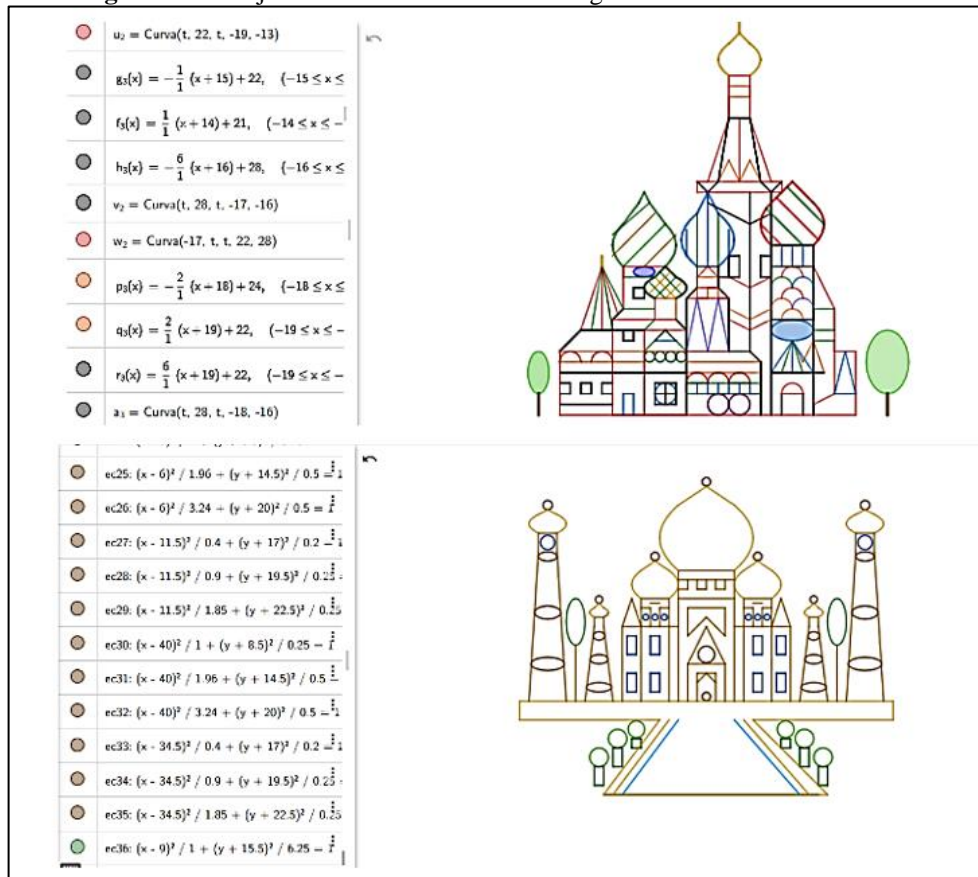 u₂ = Curva(t, 22, t, -19, -13)
g₃(x) = -1/1 (x + 15) + 22, (-15 ≤ x ≤
f₃(x) = 1/1 (x + 14) + 21, (-14 ≤ x ≤ -
h₃(x) = -6/1 (x + 16) + 28, (-16 ≤ x ≤
v₂ = Curva(t, 28, t, -17, -16)
w₂ = Curva(-17, t, t, 22, 28)
p₃(x) = -2/1 (x + 18) + 24, (-18 ≤ x ≤
q₃(x) = 2/1 (x + 19) + 22, (-19 ≤ x ≤ -
r₃(x) = 6/1 (x + 19) + 22, (-19 ≤ x ≤ -
a₃ = Curva(t, 28, t, -18, -16)
ec25: (x - 6)² / 1.96 + (y + 14.5)² / 0.5 = 1
ec26: (x - 6)² / 3.24 + (y + 20)² / 0.5 = 1
ec27: (x - 11.5)² / 0.4 + (y + 17)² / 0.2 = 1
ec28: (x - 11.5)² / 0.9 + (y + 19.5)² / 0.25 =
ec29: (x - 11.5)² / 1.85 + (y + 22.5)² / 0.25
ec30: (x - 40)² / 1 + (y + 8.5)² / 0.25 = 1
ec31: (x - 40)² / 1.96 + (y + 14.5)² / 0.5 =
ec32: (x - 40)² / 3.24 + (y + 20)² / 0.5 = 1
ec33: (x - 34.5)² / 0.4 + (y + 17)² / 0.2 = 1
ec34: (x - 34.5)² / 0.9 + (y + 19.5)² / 0.25 =
ec35: (x - 34.5)² / 1.85 + (y + 22.5)² / 0.25
ec36: (x - 9)² / 1 + (y + 15.5)² / 6.25 = 1